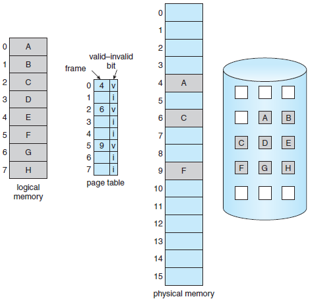 0 A
1 B
2 C
3 D
4 E
5 F
6 G
7 H
logical
memory
valid–invalid
frame bit
0 4 v
1 i
2 6 v
3 i
4 i
5 9 v
6 i
7 i
page table
0
1
2
3
4 A
5
6 C
7
8
9 F
10
11
12
13
14
15
physical memory
A B
C D E
F G H